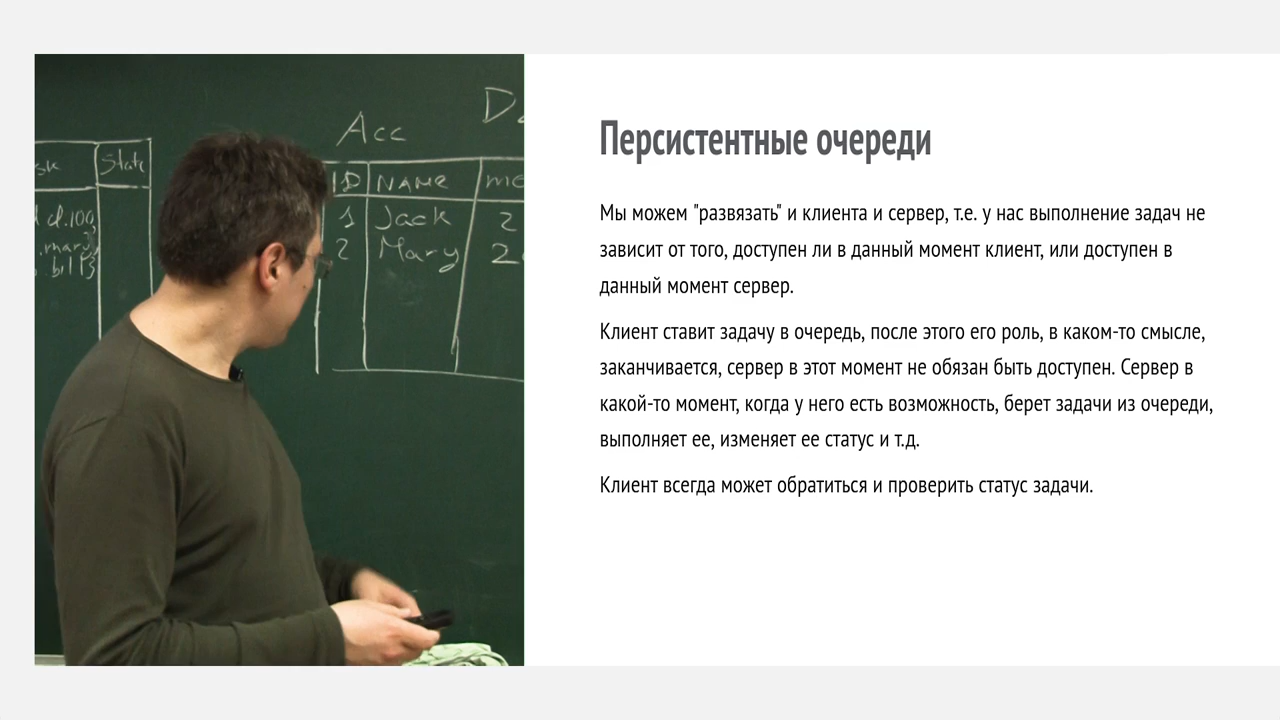 Acc
State
ID NAME
1 Jack 2
2 Mary 2
Персистентные очереди
Мы можем "развязать" и клиента и сервер, т.е. у нас выполнение задач не
зависит от того, доступен ли в данный момент клиент, или доступен в
данный момент сервер.
Клиент ставит задачу в очередь, после этого его роль, в каком-то смысле,
заканчивается, сервер в этот момент не обязан быть доступен. Сервер в
какой-то момент, когда у него есть возможность, берет задачи из очереди,
выполняет ее, изменяет ее статус и т.д.
Клиент всегда может обратиться и проверить статус задачи.